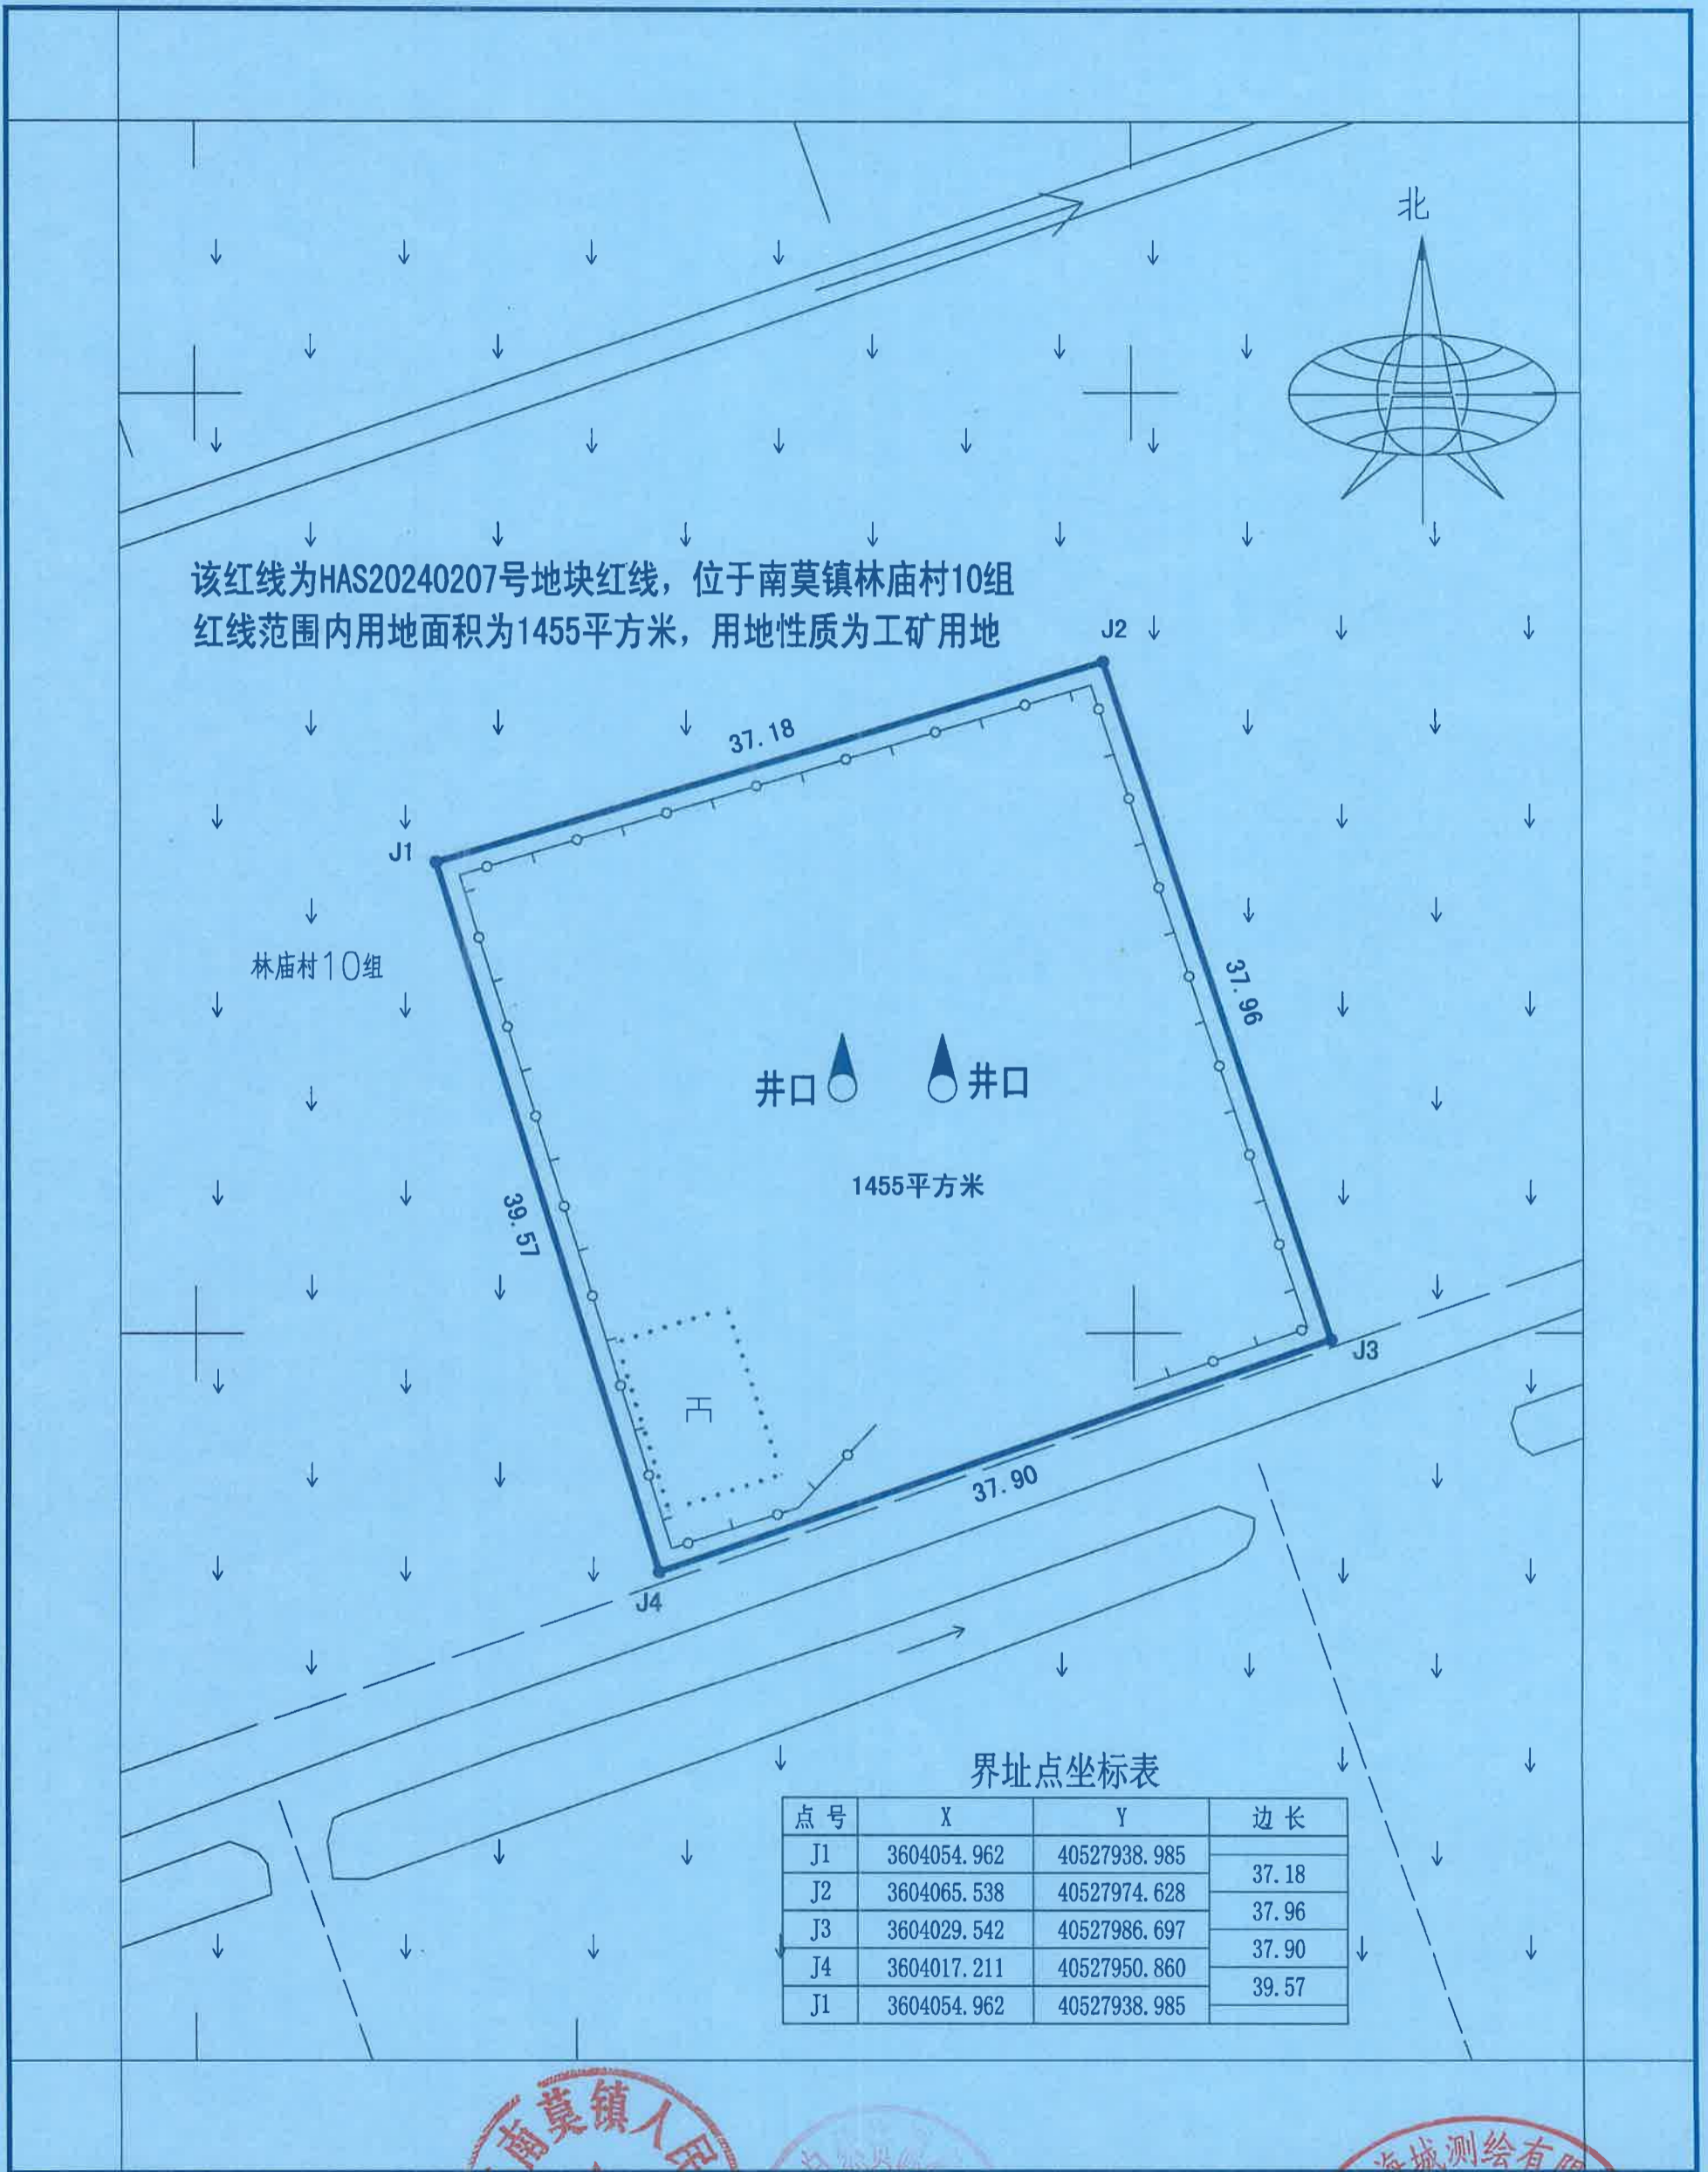 北
该红线为HAS20240207号地块红线，位于南莫镇林庙村10组
红线范围内用地面积为1455平方米，用地性质为工矿用地
J2
37.18
J1
林庙村10组
37.96
井口
井口
1455平方米
39.57
J3
37.90
J4
界址点坐标表
点 号 X Y 边 长
J1 3604054.962 40527938.985
37.18
J2 3604065.538 40527974.628
37.96
J3 3604029.542 40527986.697
37.90
J4 3604017.211 40527950.860
39.57
J1 3604054.962 40527938.985
南莫镇人民
海城测绘有限